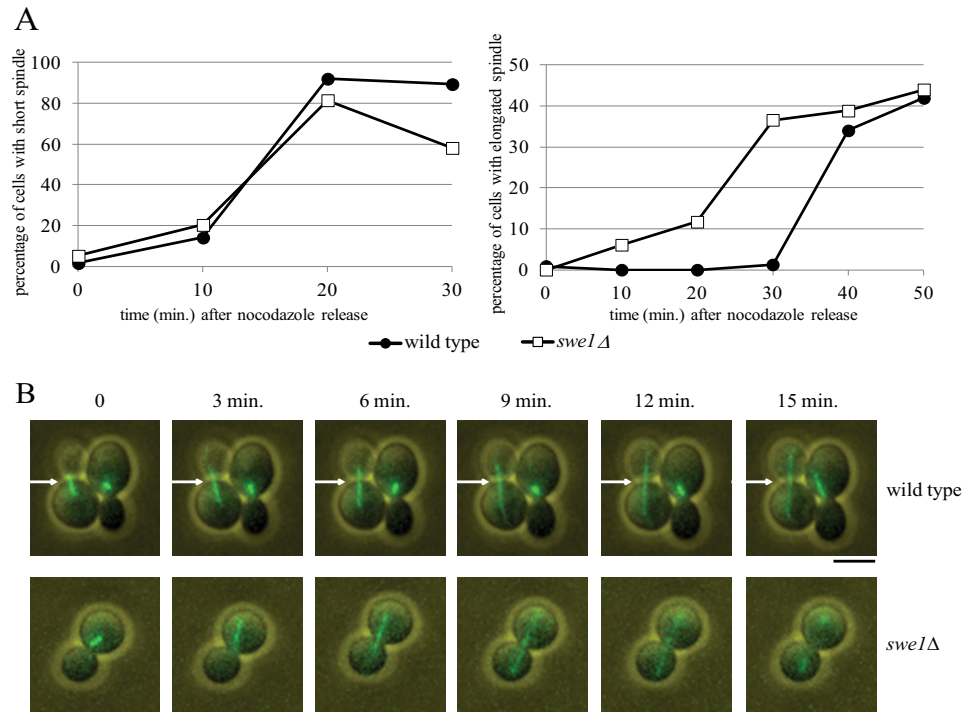 A
percentage of cells with short spindle
100
80
60
40
20
0
0 10 20 30
time (min.) after nocodazole release
percentage of cells with elongated spindle
50
40
30
20
10
0
0 10 20 30 40 50
time (min.) after nocodazole release
wild type swe1Δ
B
0 3 min. 6 min. 9 min. 12 min. 15 min.
wild type
swe1Δ